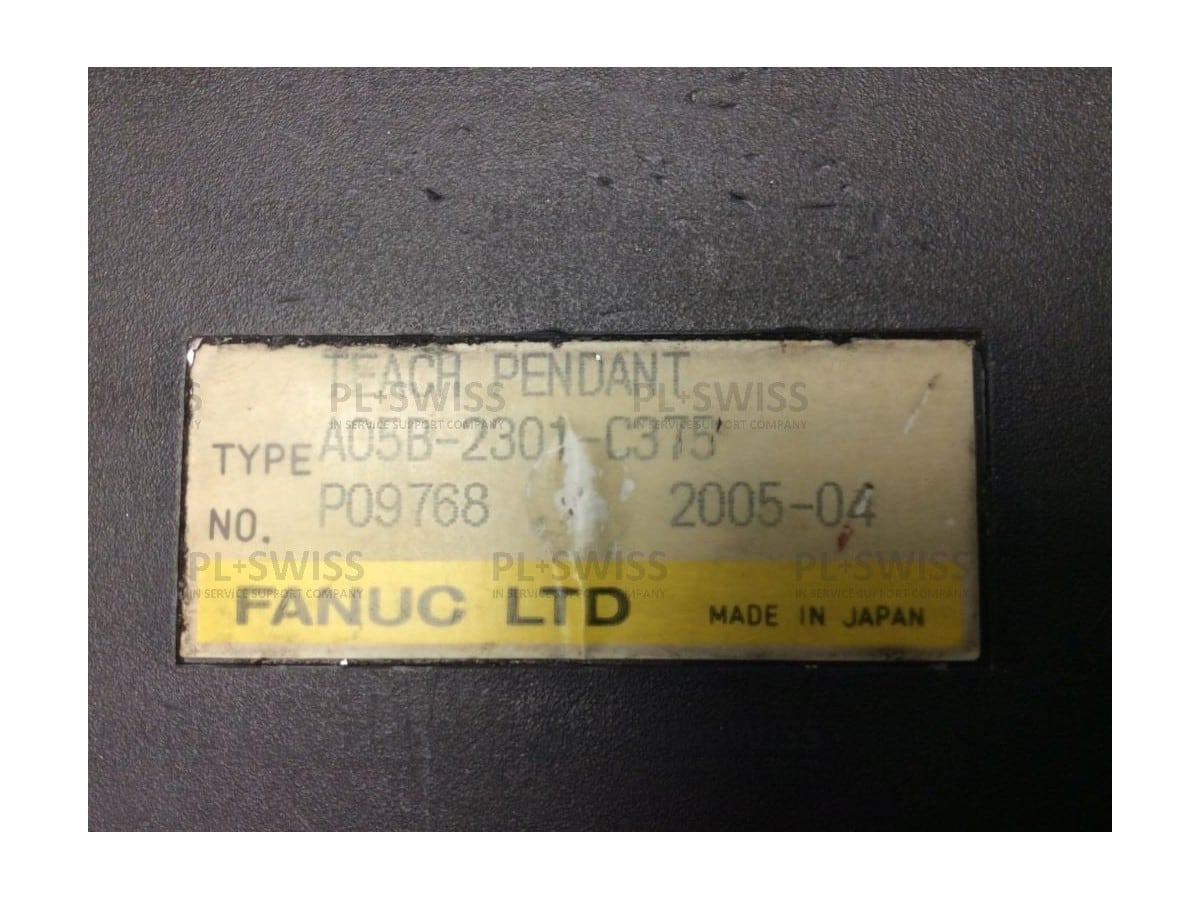 TEACH PENDANT
PL+SWISS PL+SWISS
IN SERVICE SUPPORT COMPANY IN SERVICE SUPPORT COMPANY
TYPE A05B-2301-C375
NO. P09768 2005-04
PL+SWISS PL+SWISS PL+SWISS
IN SERVICE SUPPORT COMPANY IN SERVICE SUPPORT COMPANY IN SERVICE SUPPORT COMPANY
FANUC LTD MADE IN JAPAN